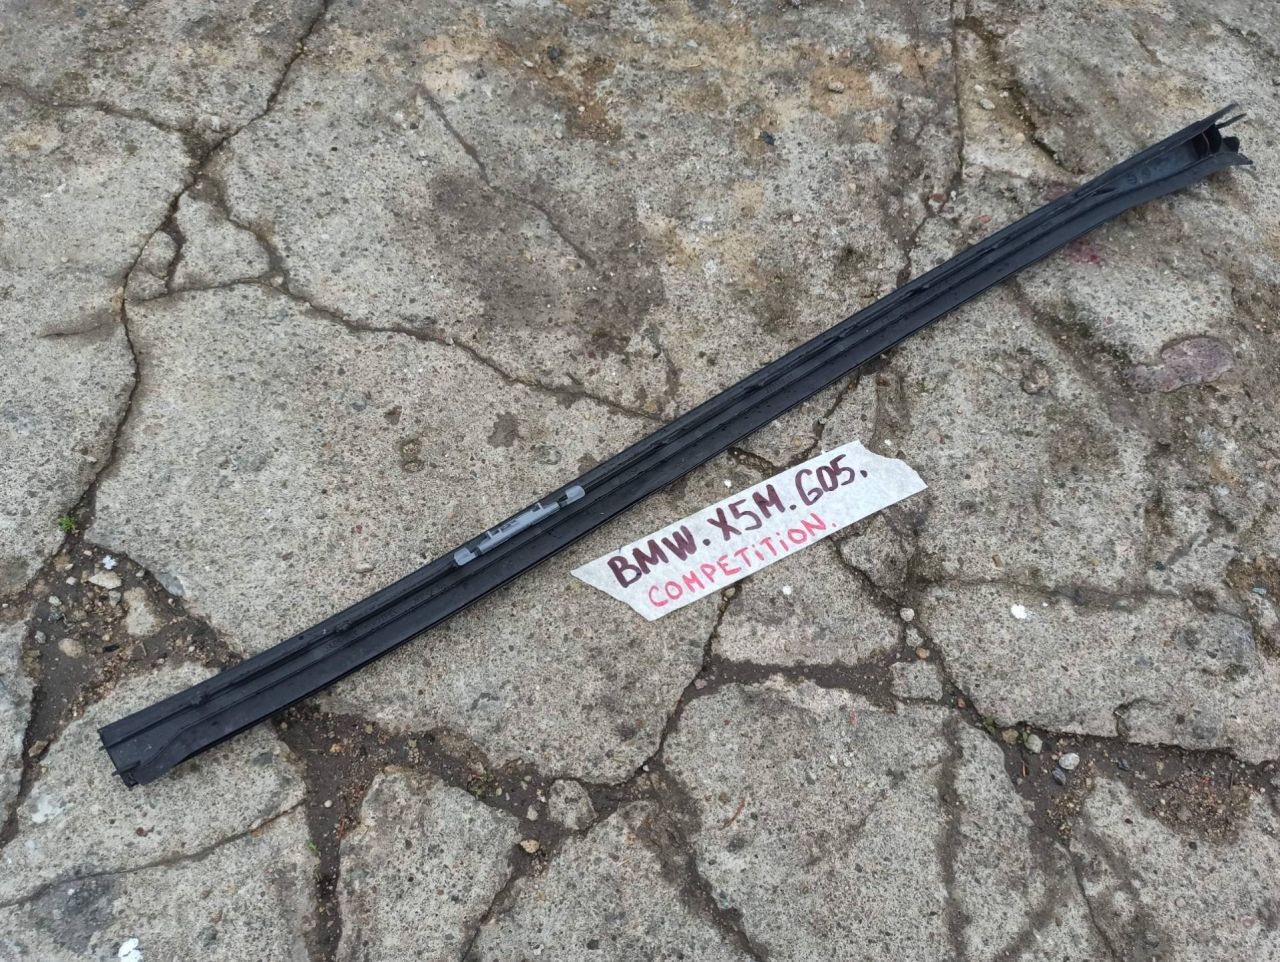 BMW. X5M. G05.
COMPETITION.